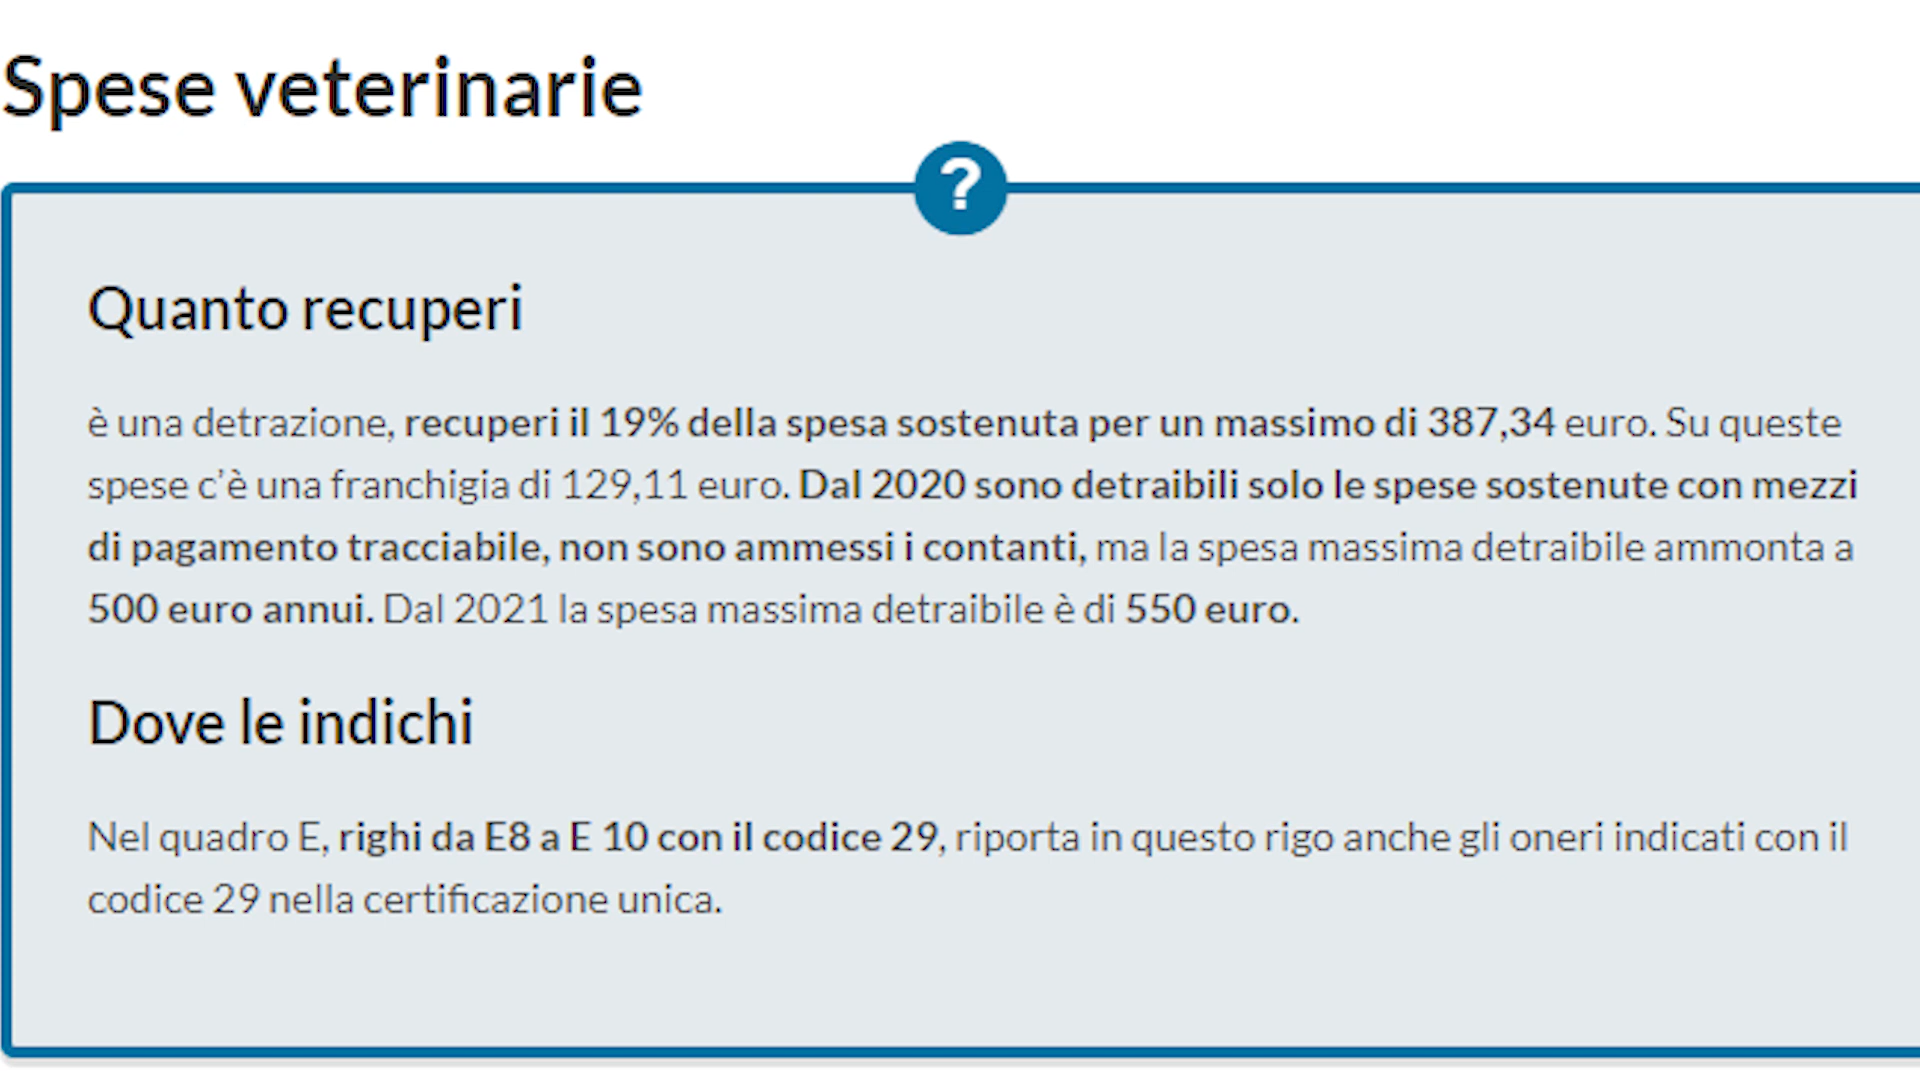 Spese veterinarie
?
Quanto recuperi
è una detrazione, recuperi il 19% della spesa sostenuta per un massimo di 387,34 euro. Su queste
spese c'è una franchigia di 129,11 euro. Dal 2020 sono detraibili solo le spese sostenute con mezzi
di pagamento tracciabile, non sono ammessi i contanti, ma la spesa massima detraibile ammonta a
500 euro annui. Dal 2021 la spesa massima detraibile è di 550 euro.
Dove le indichi
Nel quadro E, righi da E8 a E 10 con il codice 29, riporta in questo rigo anche gli oneri indicati con il
codice 29 nella certificazione unica.